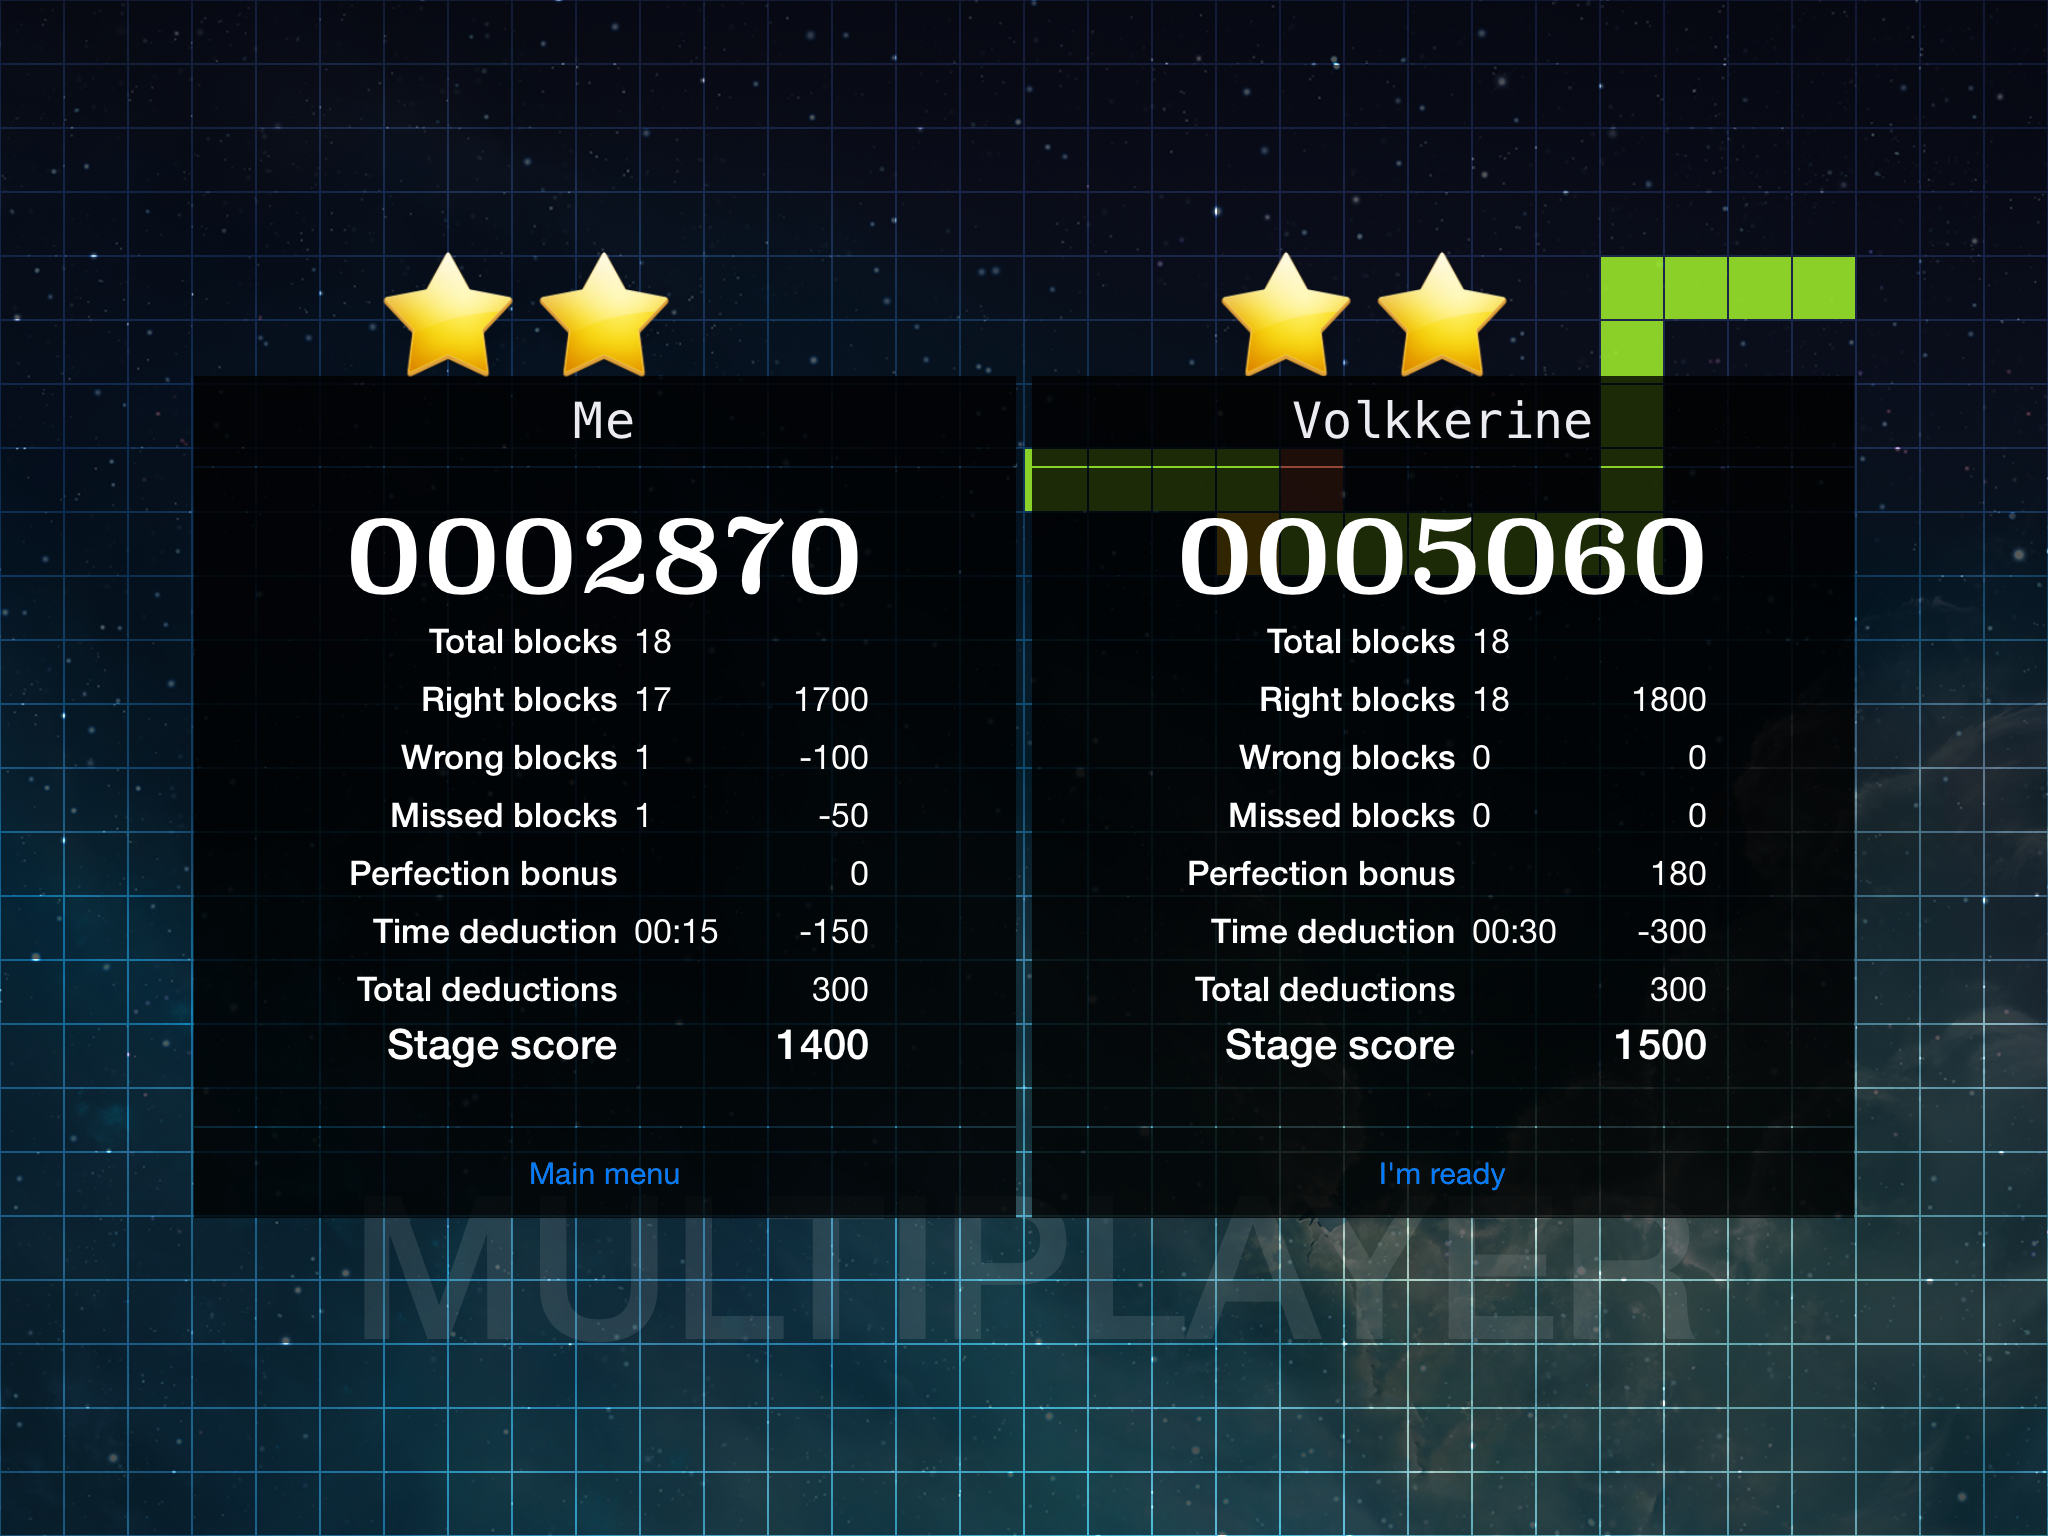 Me
0002870
Total blocks 18
Right blocks 17 1700
Wrong blocks 1 -100
Missed blocks 1 -50
Perfection bonus 0
Time deduction 00:15 -150
Total deductions 300
Stage score 1400
Main menu
Volkkerine
0005060
Total blocks 18
Right blocks 18 1800
Wrong blocks 0 0
Missed blocks 0 0
Perfection bonus 180
Time deduction 00:30 -300
Total deductions 300
Stage score 1500
I'm ready
MULTIPLAYER